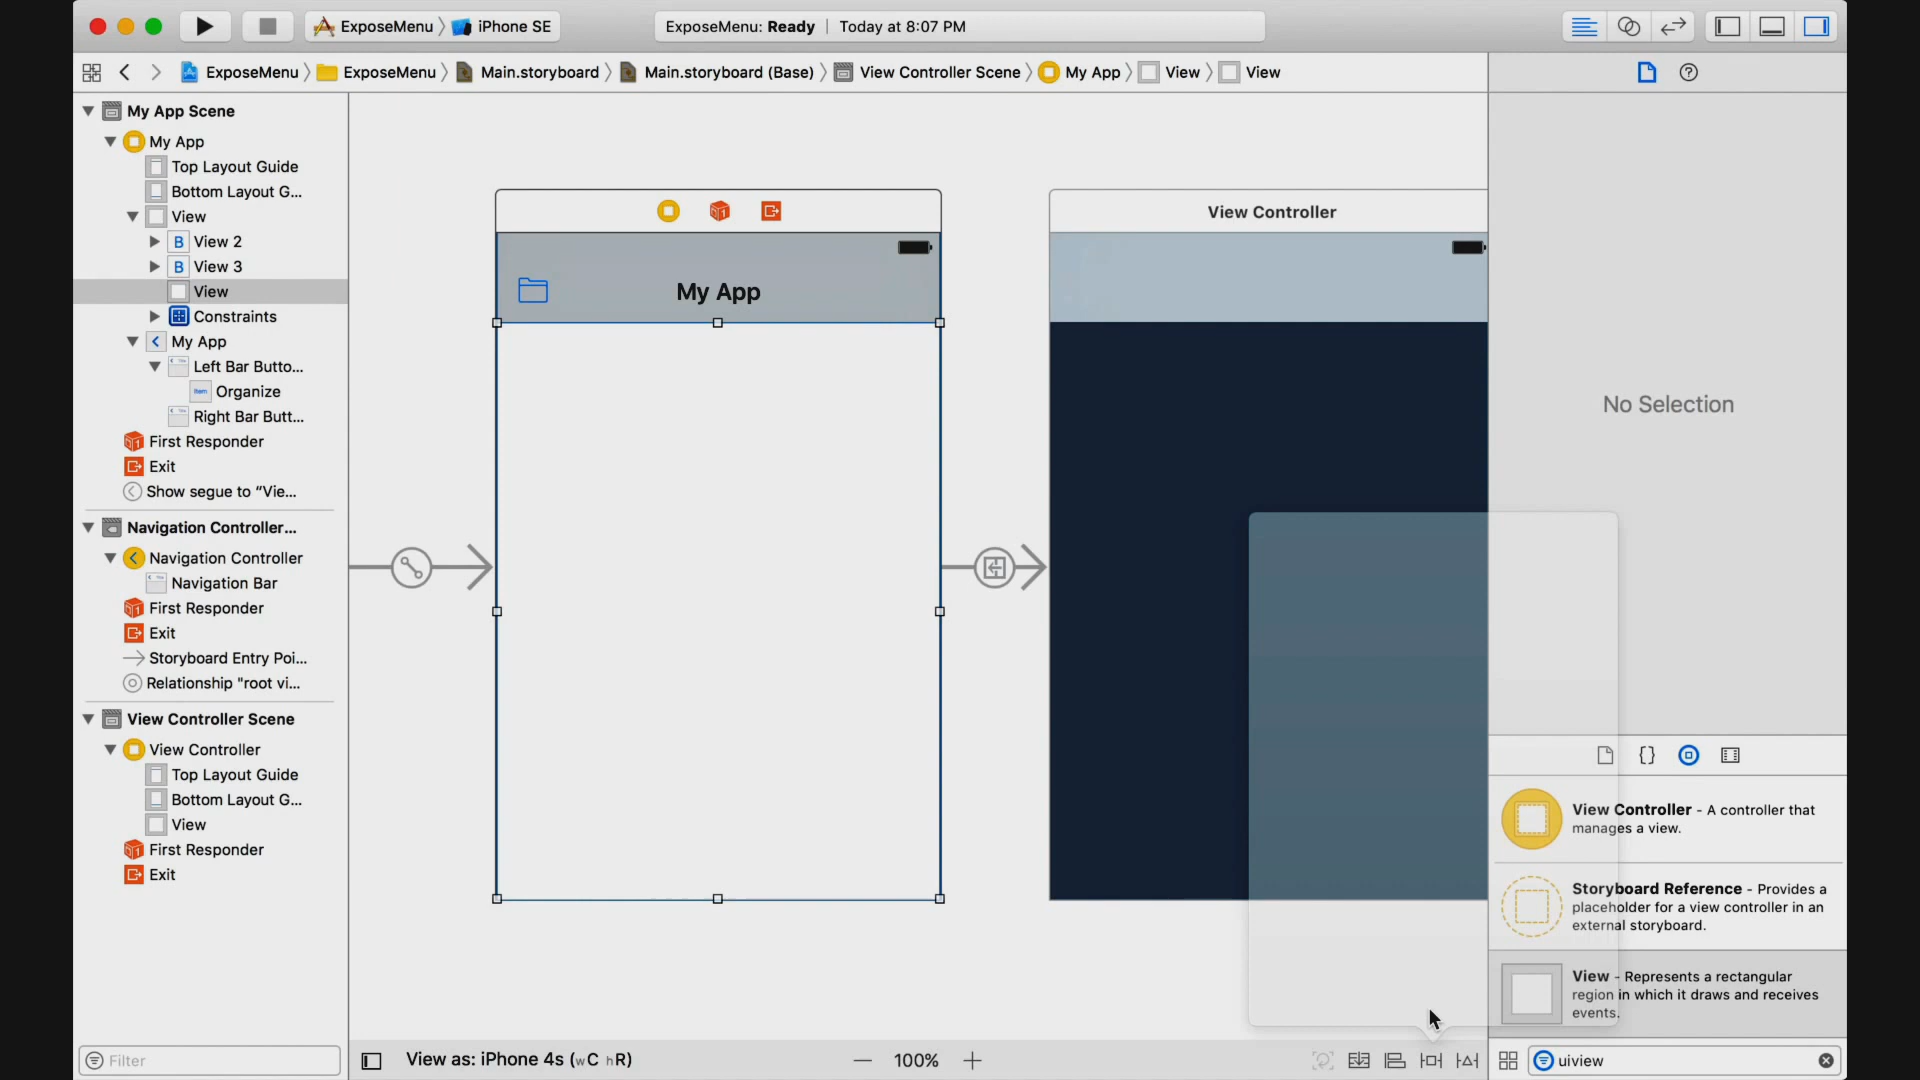 ExposeMenu iPhone SE
ExposeMenu: Ready Today at 8:07 PM
ExposeMenu ExposeMenu Main.storyboard Main.storyboard (Base) View Controller Scene My App View View
My App Scene
My App
Top Layout Guide
Bottom Layout G...
View
B View 2
B View 3
View
Constraints
My App
Left Bar Butto...
Item Organize
Right Bar Butt...
First Responder
Exit
Show segue to "Vie...
Navigation Controller...
Navigation Controller
Navigation Bar
First Responder
Exit
Storyboard Entry Poi...
Relationship "root vi...
View Controller Scene
View Controller
Top Layout Guide
Bottom Layout G...
View
First Responder
Exit
Filter
My App
View Controller
No Selection
View Controller - A controller that
manages a view.
Storyboard Reference - Provides a
placeholder for a view controller in an
external storyboard.
View - Represents a rectangular
region in which it draws and receives
events.
View as: iPhone 4s (wC hR)
100%
uiview